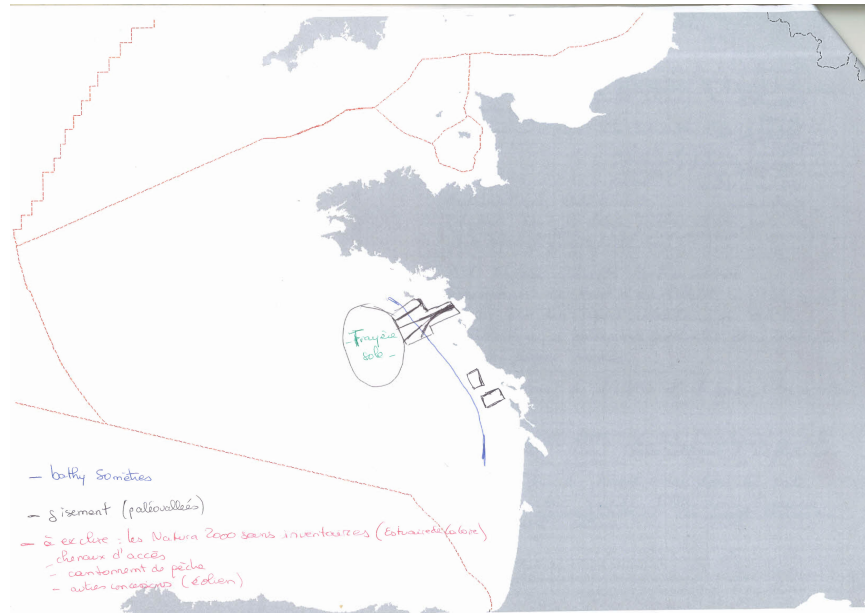 Frayère
sole -
- bathy 50 mètres
- gisement (paléovallées)
- à exclure : les Natura 2000 sans inventaires (Estuaire de la Loire)
- chenaux d'accès
- cantonnemt de pêche
- autres concessions (éolien)